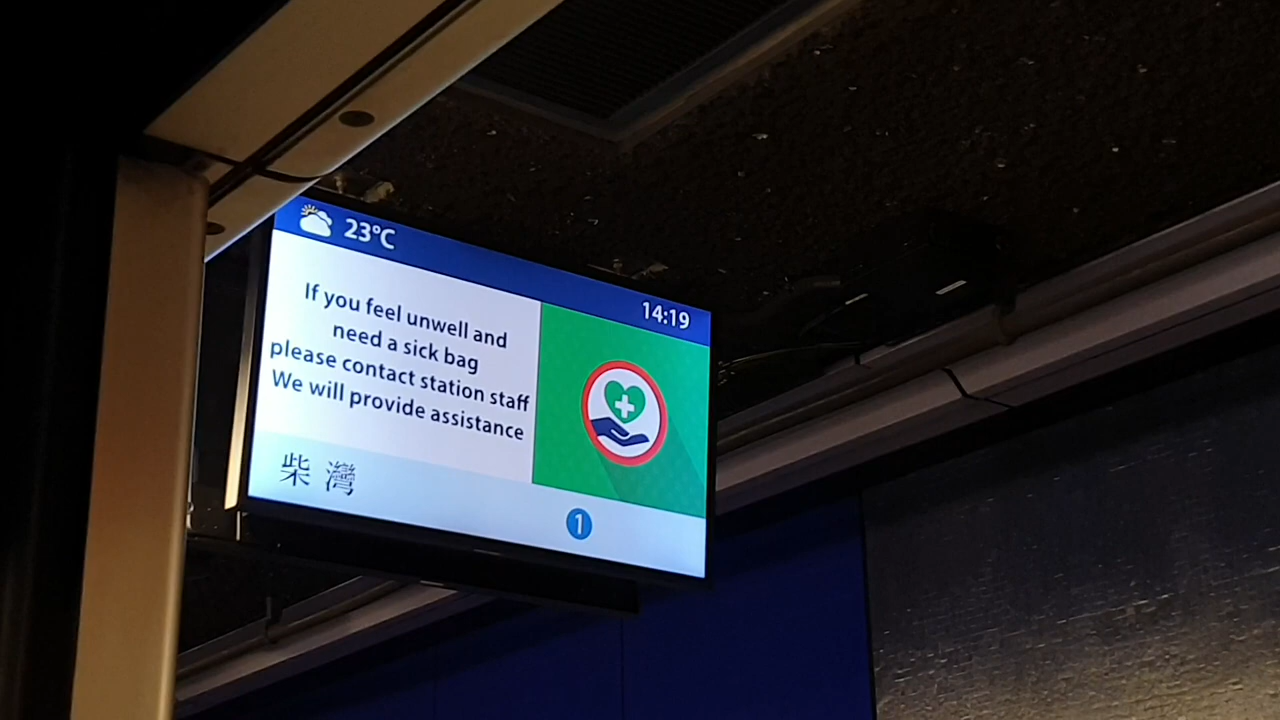 23°C
14:19
If you feel unwell and
need a sick bag
please contact station staff
We will provide assistance
柴灣
1